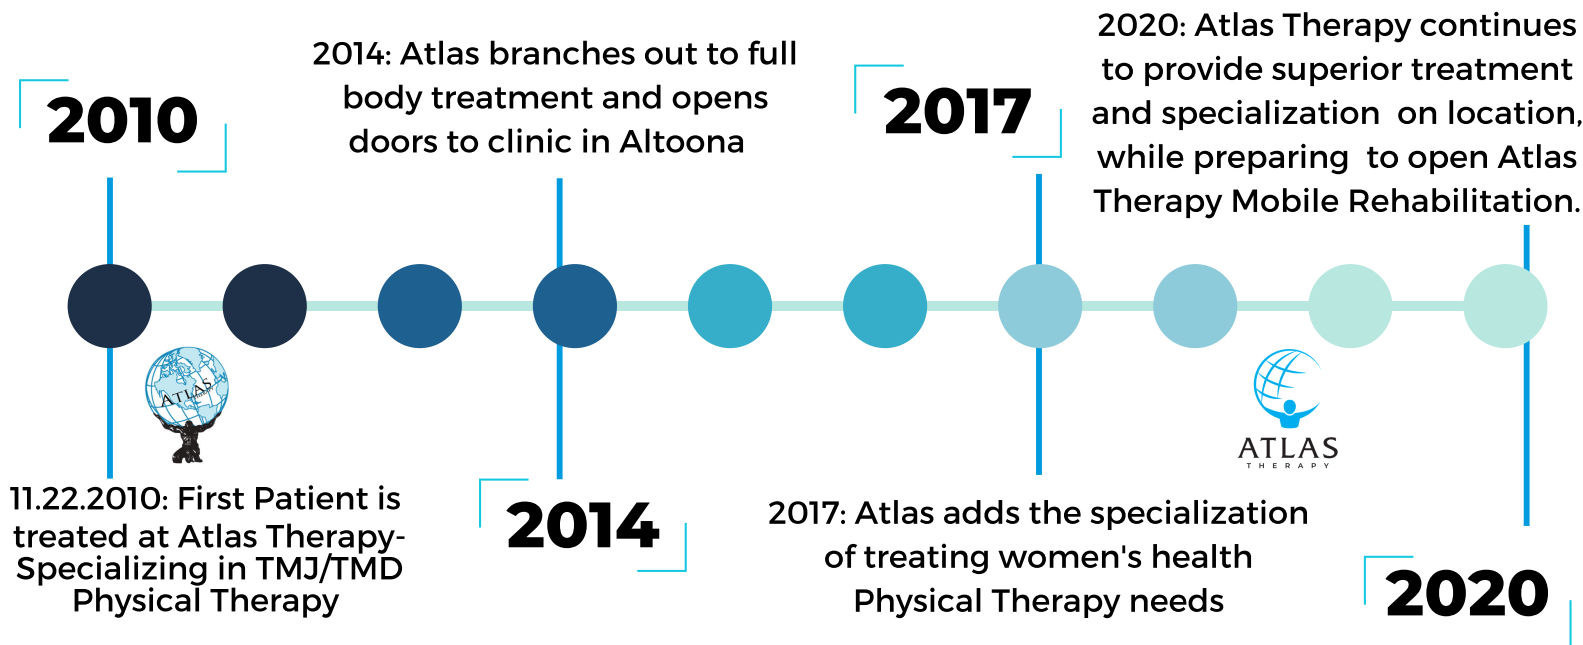 2010
2014: Atlas branches out to full
body treatment and opens
doors to clinic in Altoona
2017
2020: Atlas Therapy continues
to provide superior treatment
and specialization on location,
while preparing to open Atlas
Therapy Mobile Rehabilitation.
ATLAS
THERAPY
11.22.2010: First Patient is
treated at Atlas Therapy-
Specializing in TMJ/TMD
Physical Therapy
2014
2017: Atlas adds the specialization
of treating women's health
Physical Therapy needs
ATLAS
THERAPY
2020